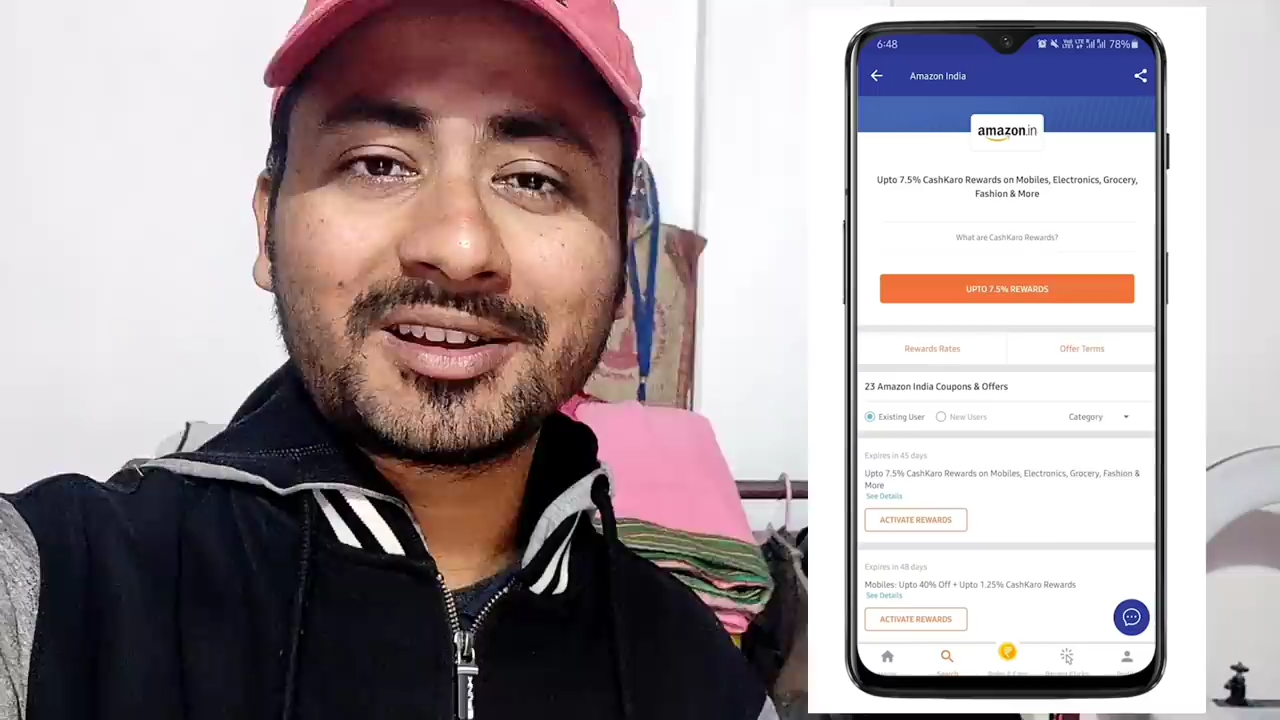 6:48
78%
Amazon India
amazon.in
Upto 7.5% CashKaro Rewards on Mobiles, Electronics, Grocery,
Fashion & More
What are CashKaro Rewards?
UPTO 7.5% REWARDS
Rewards Rates
Offer Terms
23 Amazon India Coupons & Offers
Existing User
New Users
Category
Expires in 45 days
Upto 7.5% CashKaro Rewards on Mobiles, Electronics, Grocery, Fashion &
More
See Details
ACTIVATE REWARDS
Expires in 48 days
Mobiles: Upto 40% Off + Upto 1.25% CashKaro Rewards
See Details
ACTIVATE REWARDS
Search